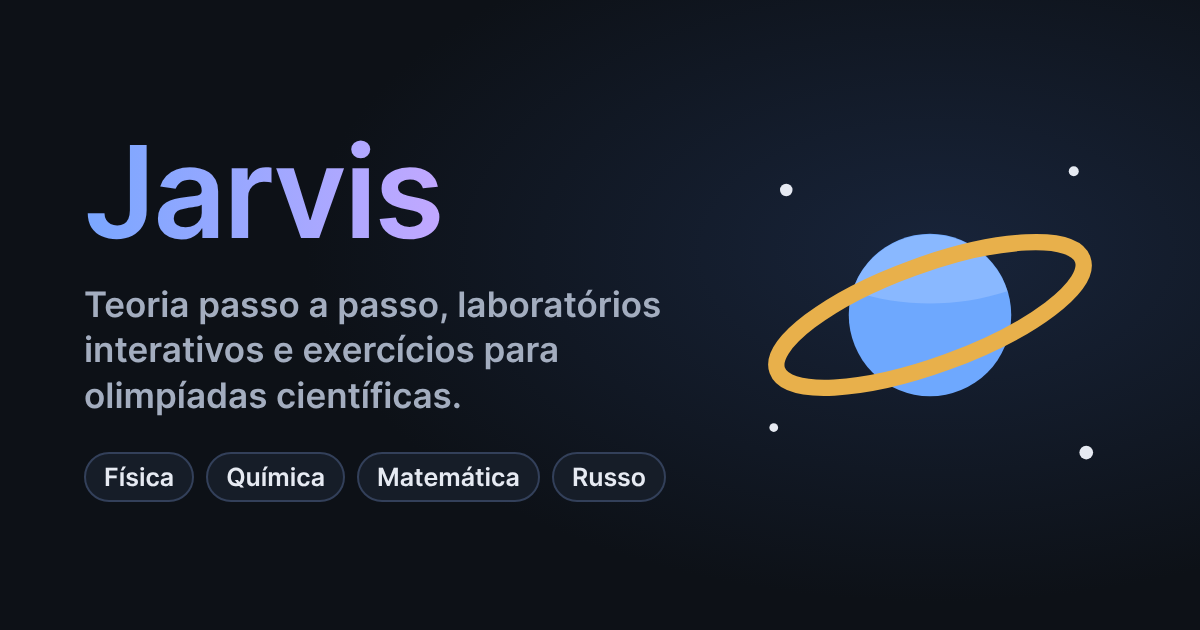 Jarvis
Teoria passo a passo, laboratórios
interativos e exercícios para
olimpíadas científicas.
Física Química Matemática Russo